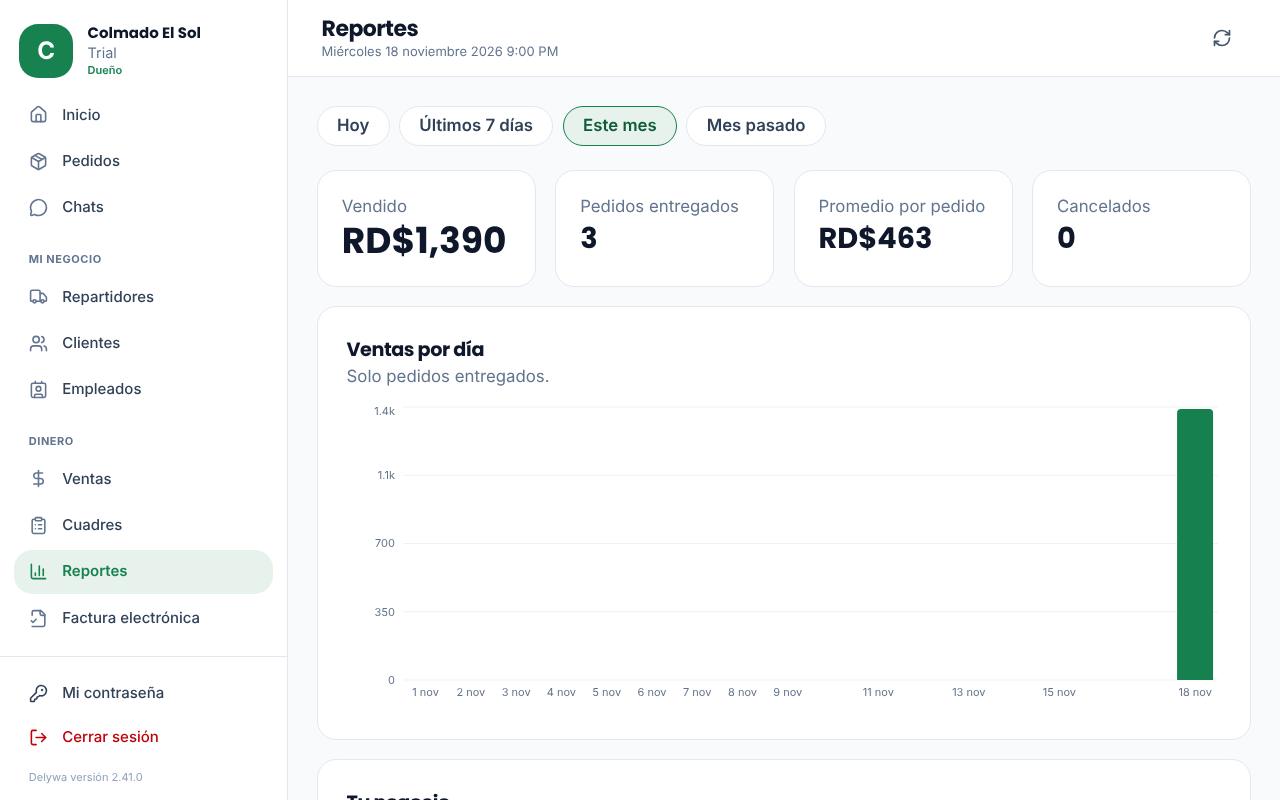 C
Colmado El Sol
Trial
Dueño
Inicio
Pedidos
Chats
MI NEGOCIO
Repartidores
Clientes
Empleados
DINERO
Ventas
Cuadres
Reportes
Factura electrónica
Mi contraseña
Cerrar sesión
Delywa versión 2.41.0
Reportes
Miércoles 18 noviembre 2026 9:00 PM
Hoy
Últimos 7 días
Este mes
Mes pasado
Vendido
RD$1,390
Pedidos entregados
3
Promedio por pedido
RD$463
Cancelados
0
Ventas por día
Solo pedidos entregados.
1.4k
1.1k
700
350
0
1 nov 2 nov 3 nov 4 nov 5 nov 6 nov 7 nov 8 nov 9 nov 11 nov 13 nov 15 nov 18 nov
Tu negocio